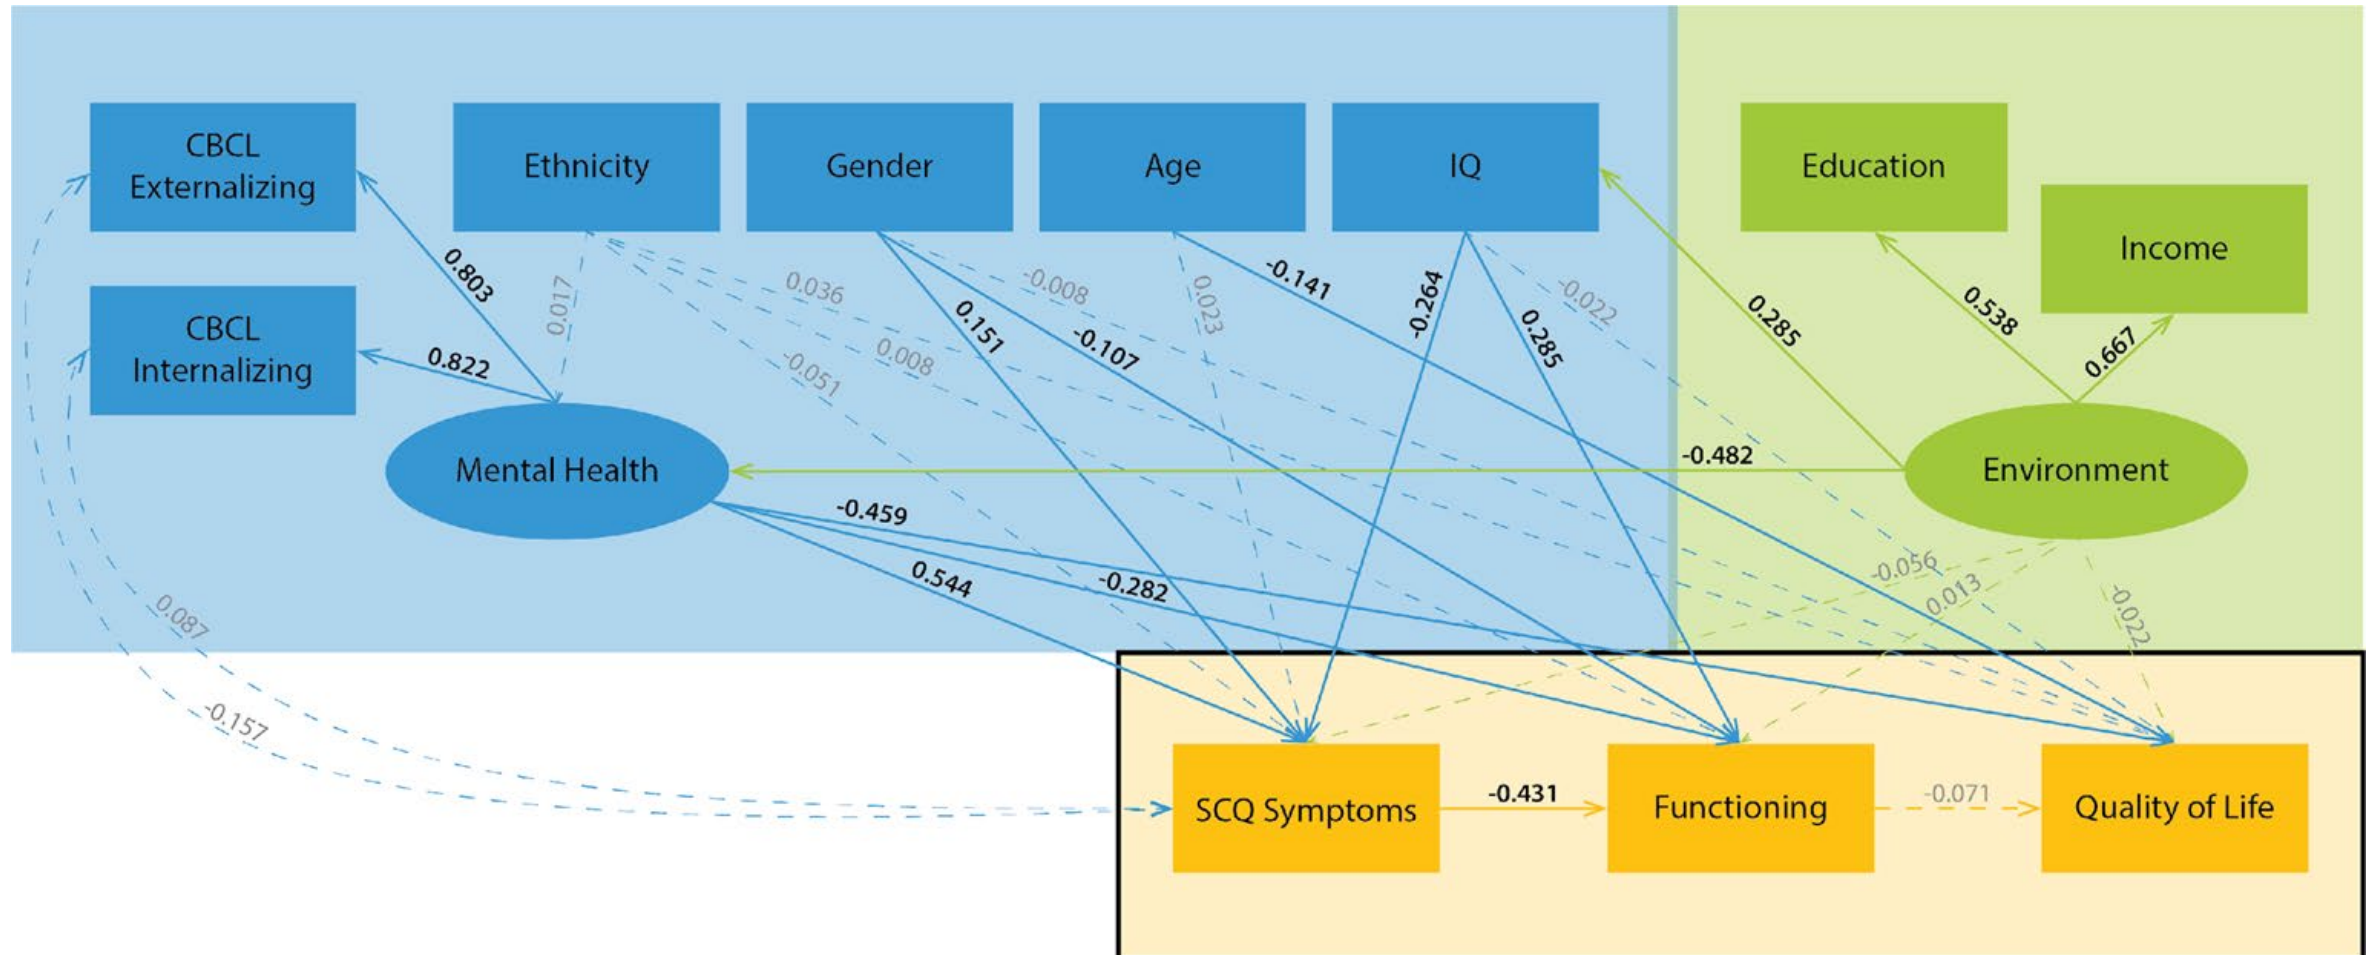 CBCL
Externalizing
Ethnicity
Gender
Age
IQ
Education
Income
CBCL
Internalizing
0.803
0.822
0.017
0.036
0.008
-0.051
-0.008
0.151
-0.107
0.023
-0.141
-0.264
0.285
-0.022
0.285
0.538
0.667
Mental Health
-0.482
Environment
-0.459
0.544
-0.282
-0.056
0.013
-0.022
0.087
-0.157
SCQ Symptoms
-0.431
Functioning
-0.071
Quality of Life